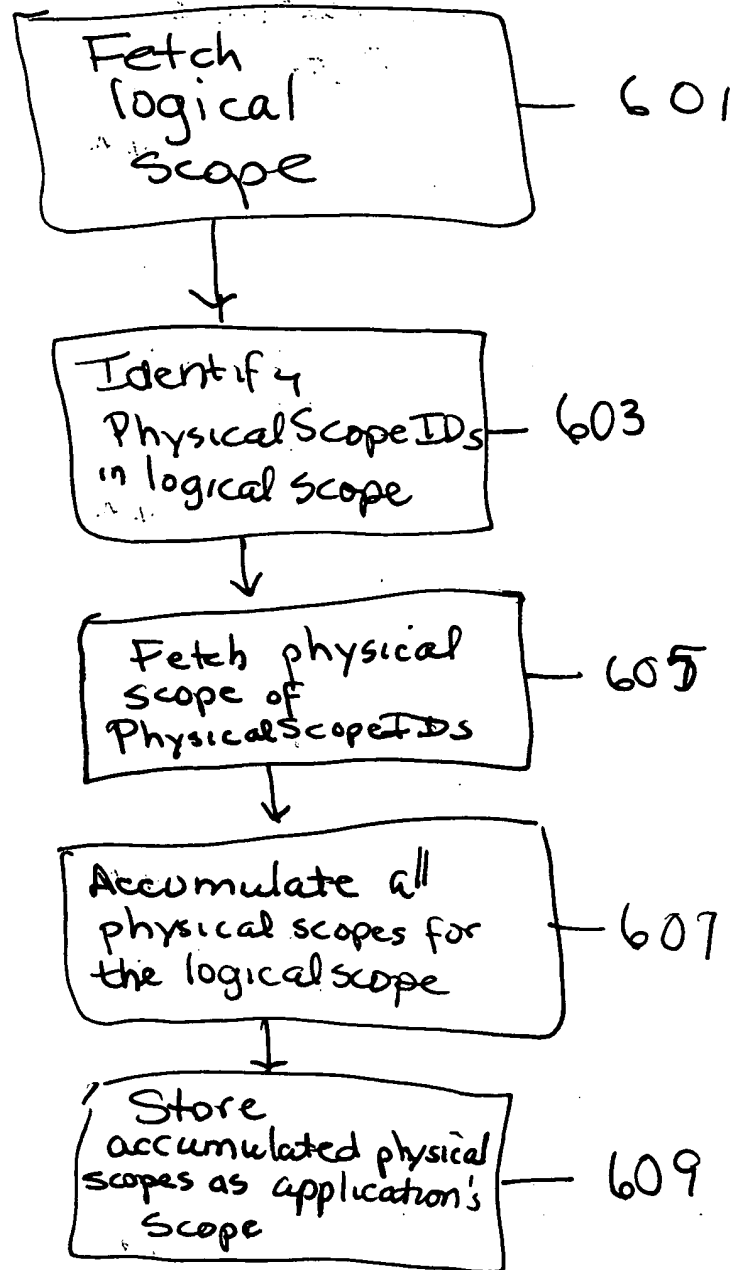 Fetch
logical
scope
601
Identify
PhysicalScopeIDs
in logical scope
603
Fetch physical
scope of
PhysicalScopeIDs
605
Accumulate all
physical scopes for
the logical scope
607
Store
accumulated physical
scopes as application's
Scope
609